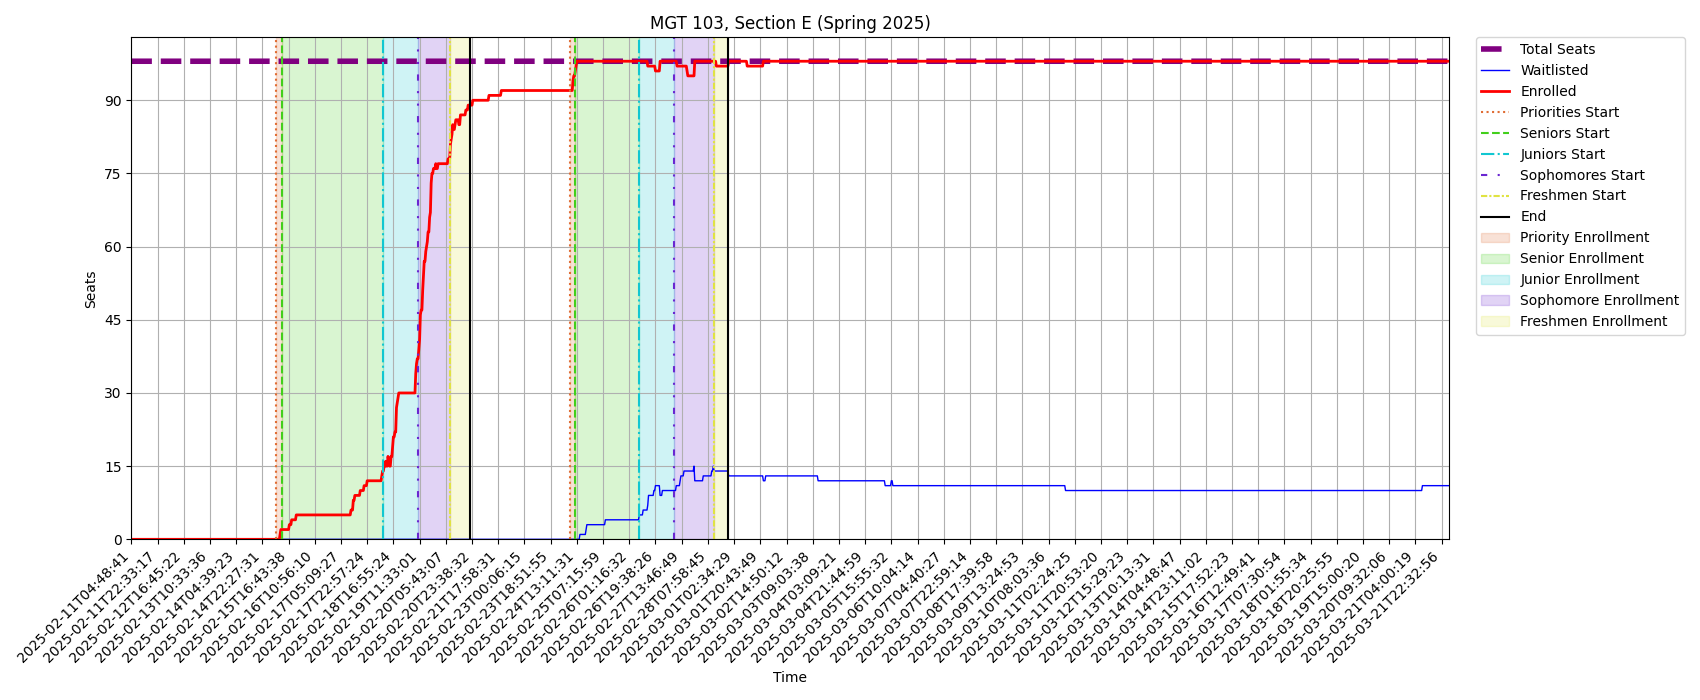 MGT 103, Section E (Spring 2025)
Total Seats
Waitlisted
Enrolled
Priorities Start
Seniors Start
Juniors Start
Sophomores Start
Freshmen Start
End
Priority Enrollment
Senior Enrollment
Junior Enrollment
Sophomore Enrollment
Freshmen Enrollment
Seats
90
75
60
45
30
15
0
2025-02-11T04:48:41
2025-02-11T22:33:17
2025-02-12T16:45:22
2025-02-13T10:33:36
2025-02-14T04:39:23
2025-02-14T22:27:31
2025-02-15T16:43:38
2025-02-16T10:56:10
2025-02-17T05:09:27
2025-02-17T22:57:24
2025-02-18T16:55:24
2025-02-19T11:33:01
2025-02-20T05:43:07
2025-02-20T23:38:32
2025-02-21T17:58:31
2025-02-23T00:06:15
2025-02-23T18:51:55
2025-02-24T13:11:31
2025-02-25T07:15:59
2025-02-26T01:16:32
2025-02-26T19:38:26
2025-02-27T13:46:49
2025-02-28T07:58:45
2025-03-01T02:34:29
2025-03-01T20:43:49
2025-03-02T14:50:12
2025-03-03T09:03:38
2025-03-04T03:09:21
2025-03-04T21:44:59
2025-03-05T15:55:32
2025-03-06T10:04:14
2025-03-07T04:40:27
2025-03-07T22:59:14
2025-03-08T17:39:58
2025-03-09T13:24:53
2025-03-10T08:03:36
2025-03-11T02:24:25
2025-03-11T20:53:20
2025-03-12T15:29:23
2025-03-13T10:13:31
2025-03-14T04:48:47
2025-03-14T23:11:02
2025-03-15T17:52:23
2025-03-16T12:49:41
2025-03-17T07:30:54
2025-03-18T01:55:34
2025-03-18T20:25:55
2025-03-19T15:00:20
2025-03-20T09:32:06
2025-03-21T04:00:19
2025-03-21T22:32:56
Time